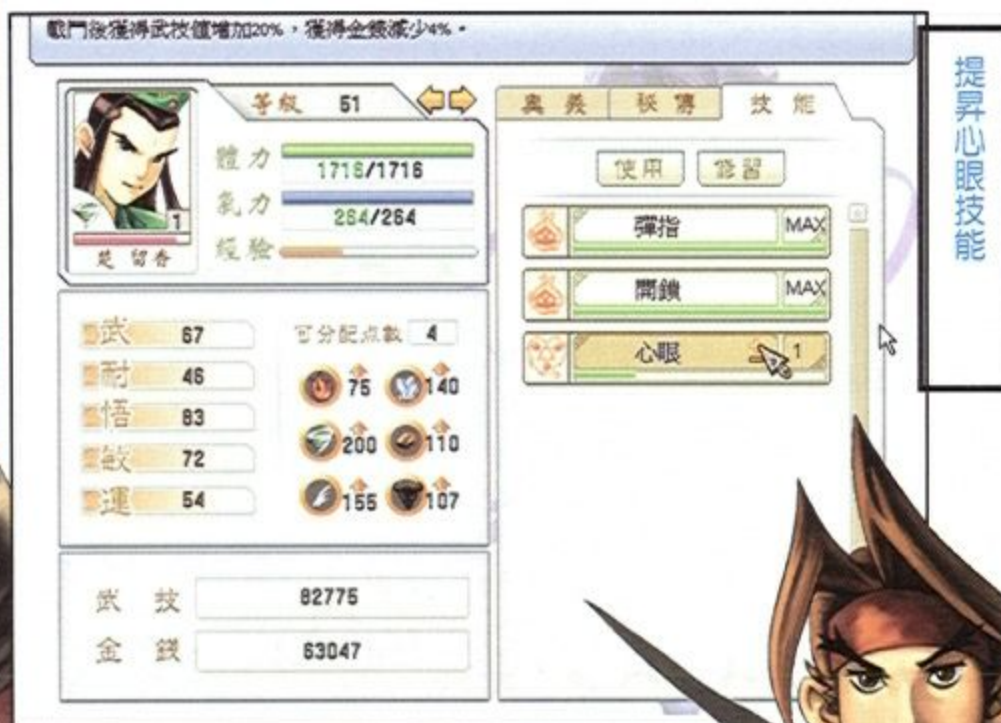 戰鬥後獲得武技值增加20%，獲得金錢減少4%。
等級 51
體力
1716/1716
氣力
264/264
經驗
1
楚留香
武 67
耐 46
悟 83
敏 72
運 54
可分配点數 4
75 140
200 110
155 107
武技 82775
金錢 63047
奧義 秘傳 技能
使用 修習
彈指 MAX
開鎖 MAX
心眼 1
提昇心眼技能